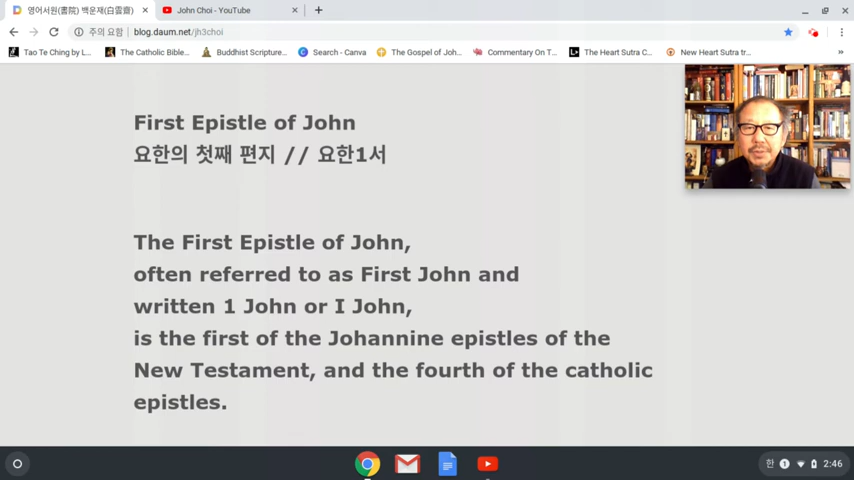 영어서원(書院) 백운재(白雲齋)
John Choi - YouTube
주의 요함
blog.daum.net/jh3choi
Tao Te Ching by L...
The Catholic Bible...
Buddhist Scripture...
Search - Canva
The Gospel of Joh...
Commentary On T...
The Heart Sutra C...
New Heart Sutra tr...
First Epistle of John
요한의 첫째 편지 // 요한1서
The First Epistle of John,
often referred to as First John and
written 1 John or I John,
is the first of the Johannine epistles of the
New Testament, and the fourth of the catholic
epistles.
한 1 2:46